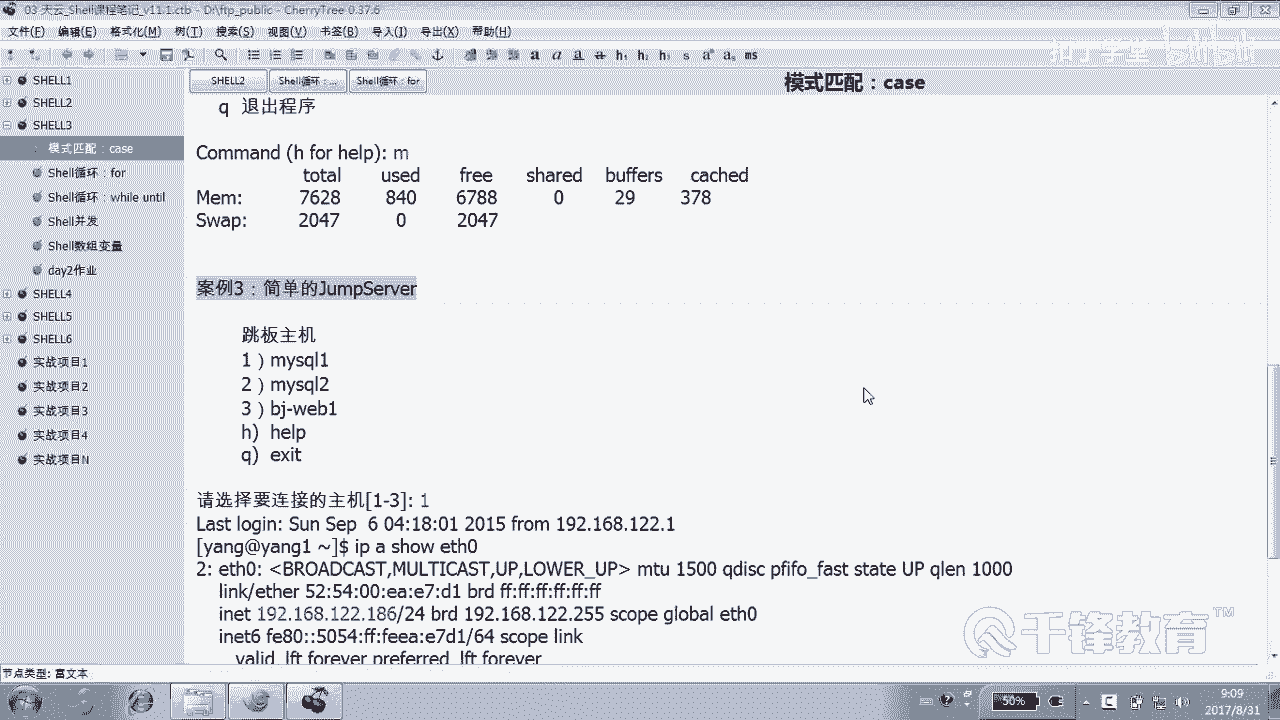 03 天云_Shell课程笔记_v11.1.ctb - D:\ftp_public - CherryTree 0.37.6
文件(F) 编辑(E) 格式化(M) 树(T) 搜索(S) 视图(V) 书签(B) 导入(I) 导出(X) 帮助(H)
SHELL1
SHELL2
SHELL3
模式匹配：case
Shell循环：for
Shell循环：while until
Shell并发
Shell数组变量
day2作业
SHELL4
SHELL5
SHELL6
实战项目1
实战项目2
实战项目3
实战项目4
实战项目N
SHELL2 Shell循环：... Shell循环：for
模式匹配：case
q 退出程序
Command (h for help): m
total used free shared buffers cached
Mem: 7628 840 6788 0 29 378
Swap: 2047 0 2047
案例3：简单的JumpServer
跳板主机
1）mysql1
2）mysql2
3）bj-web1
h) help
q) exit
请选择要连接的主机[1-3]: 1
Last login: Sun Sep 6 04:18:01 2015 from 192.168.122.1
[yang@yang1 ~]$ ip a show eth0
2: eth0: <BROADCAST,MULTICAST,UP,LOWER_UP> mtu 1500 qdisc pfifo_fast state UP qlen 1000
link/ether 52:54:00:ea:e7:d1 brd ff:ff:ff:ff:ff:ff
inet 192.168.122.186/24 brd 192.168.122.255 scope global eth0
inet6 fe80::5054:ff:feea:e7d1/64 scope link
valid_lft forever preferred_lft forever
千锋教育™
节点类型: 富文本
50%
9:09
2017/8/31